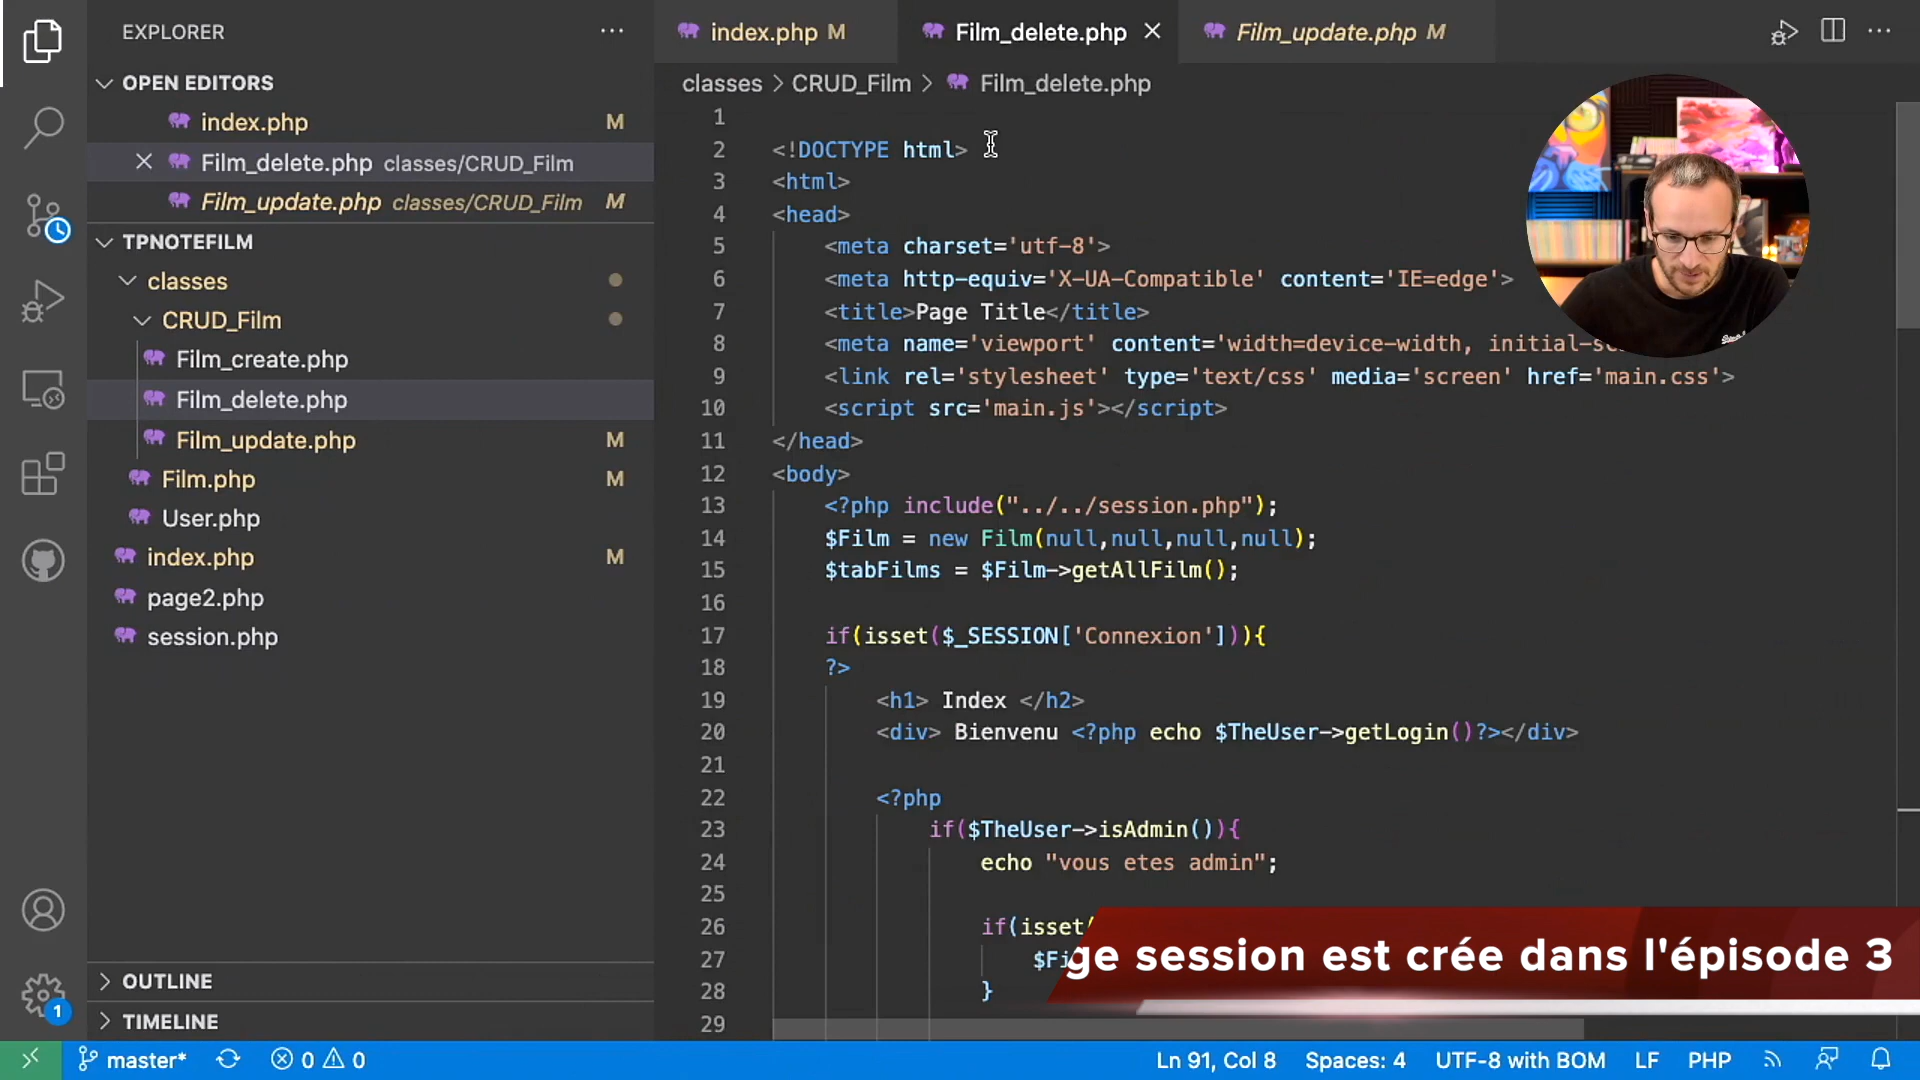 EXPLORER
OPEN EDITORS
index.php M
Film_delete.php classes/CRUD_Film
Film_update.php classes/CRUD_Film M
TPNOTEFILM
classes
CRUD_Film
Film_create.php
Film_delete.php
Film_update.php M
Film.php M
User.php
index.php M
page2.php
session.php
OUTLINE
TIMELINE
index.php M
Film_delete.php
Film_update.php M
classes > CRUD_Film > Film_delete.php
1
2 <!DOCTYPE html>
3 <html>
4 <head>
5 <meta charset='utf-8'>
6 <meta http-equiv='X-UA-Compatible' content='IE=edge'>
7 <title>Page Title</title>
8 <meta name='viewport' content='width=device-width, initial-s
9 <link rel='stylesheet' type='text/css' media='screen' href='main.css'>
10 <script src='main.js'></script>
11 </head>
12 <body>
13 <?php include("../../session.php");
14 $Film = new Film(null,null,null,null);
15 $tabFilms = $Film->getAllFilm();
16
17 if(isset($_SESSION['Connexion'])){
18 ?>
19 <h1> Index </h2>
20 <div> Bienvenu <?php echo $TheUser->getLogin()?></div>
21
22 <?php
23 if($TheUser->isAdmin()){
24 echo "vous etes admin";
25
26 if(isset(
27 $Fi
28 }
29
ge session est crée dans l'épisode 3
1
master* 0 0
Ln 91, Col 8 Spaces: 4 UTF-8 with BOM LF PHP